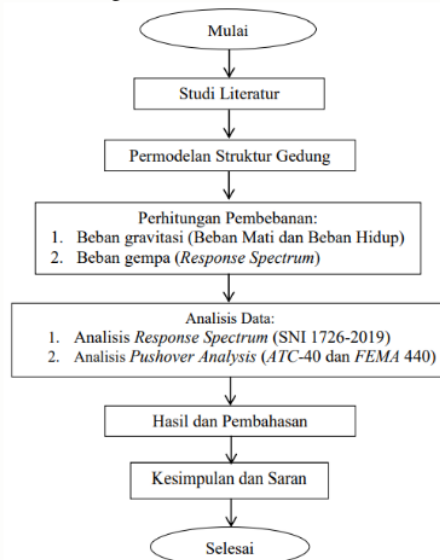 Mulai
Studi Literatur
Permodelan Struktur Gedung
Perhitungan Pembebanan:
1. Beban gravitasi (Beban Mati dan Beban Hidup)
2. Beban gempa (Response Spectrum)
Analisis Data:
1. Analisis Response Spectrum (SNI 1726-2019)
2. Analisis Pushover Analysis (ATC-40 dan FEMA 440)
Hasil dan Pembahasan
Kesimpulan dan Saran
Selesai